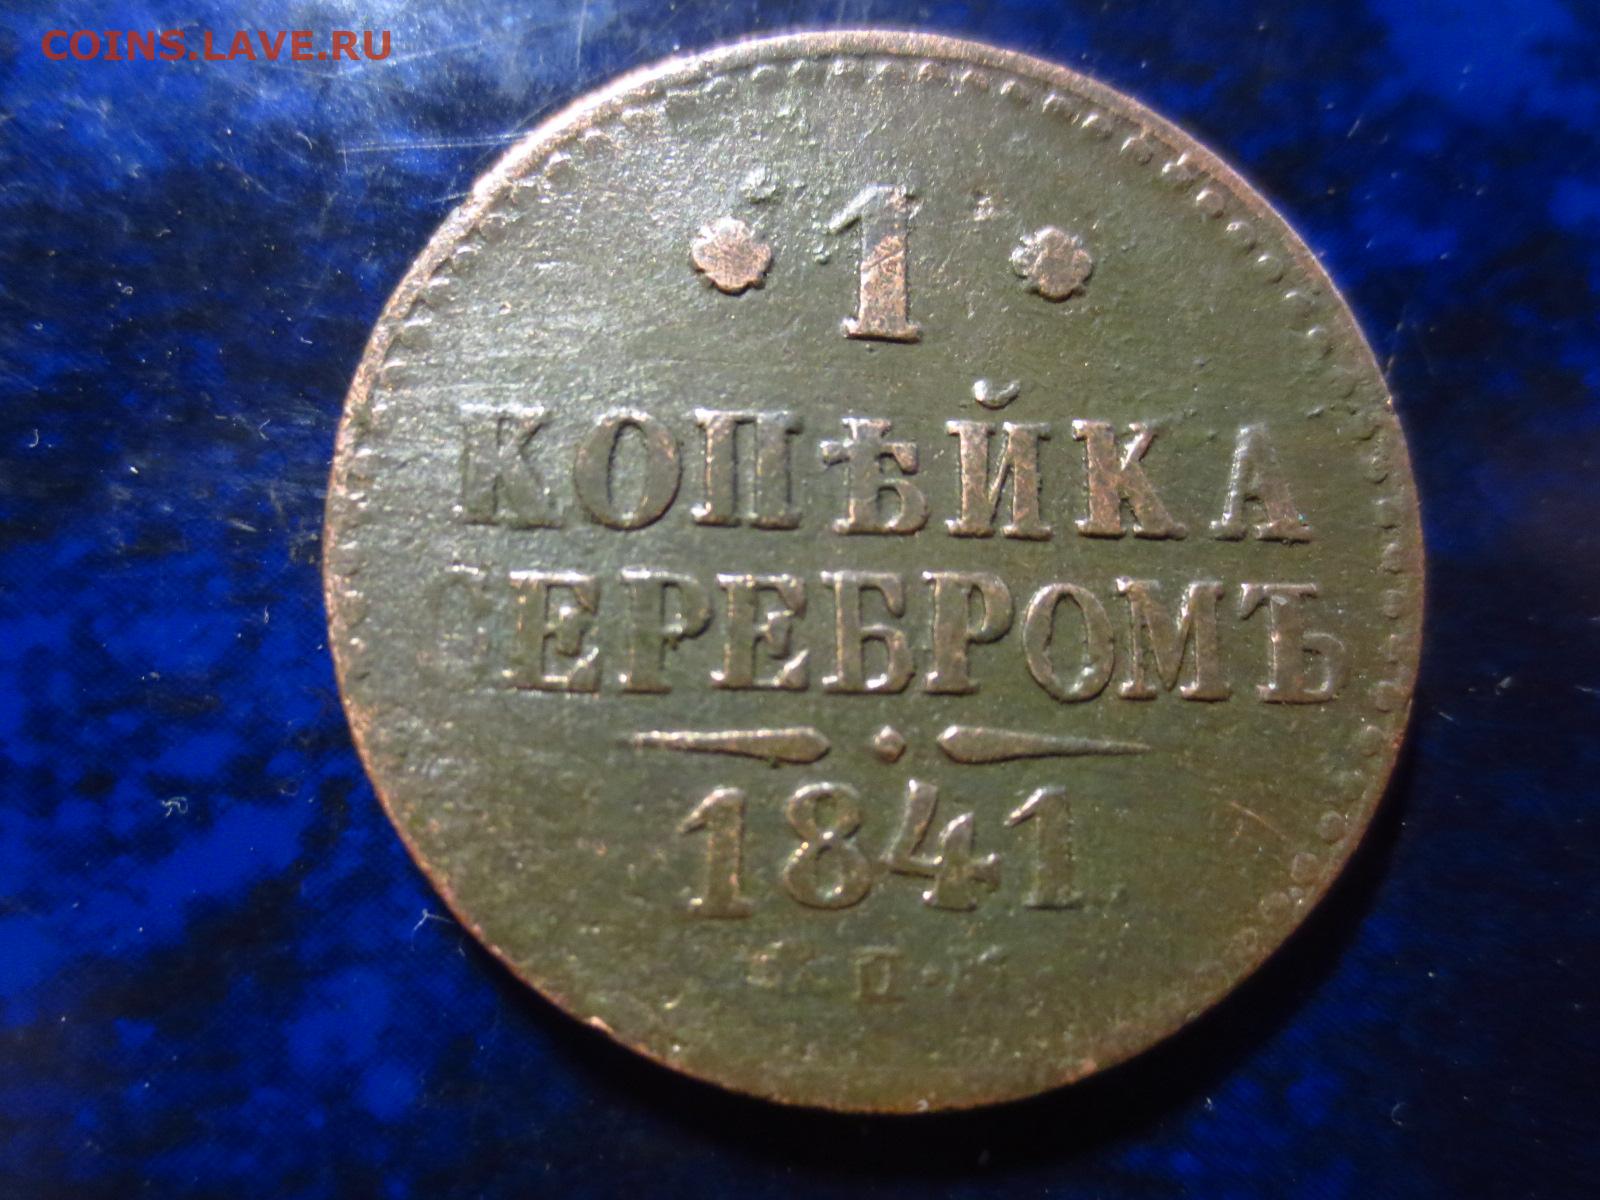 COINS.LAVE.RU
1
КОПѢЙКА
СЕРЕБРОМЪ
1841